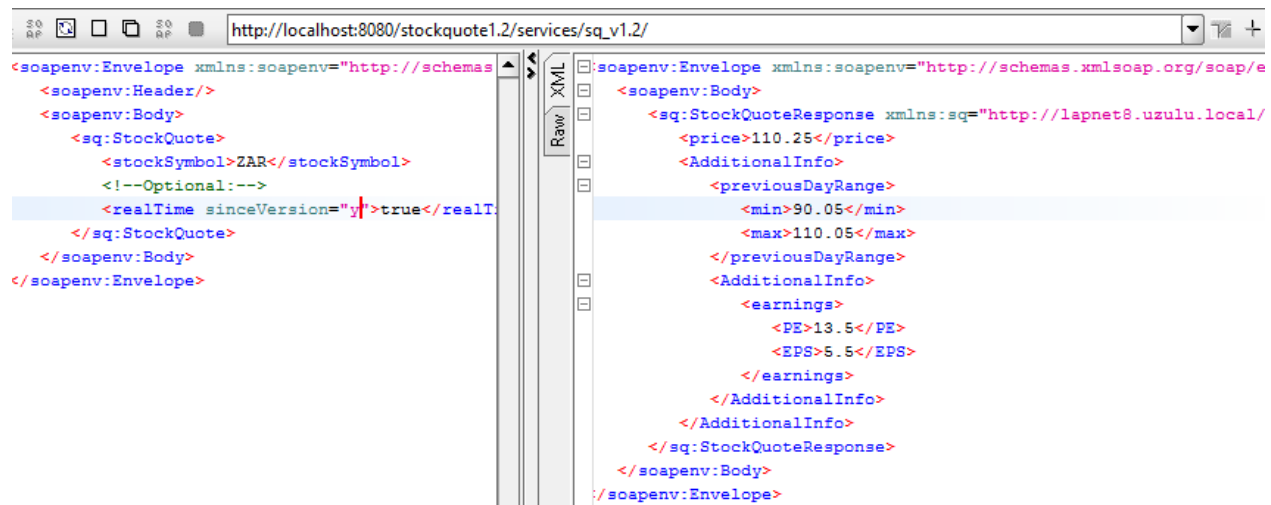 SO AP SO AP http://localhost:8080/stockquote1.2/services/sq_v1.2/
<soapenv:Envelope xmlns:soapenv="http://schemas
<soapenv:Header/>
<soapenv:Body>
<sq:StockQuote>
<stockSymbol>ZAR</stockSymbol>
<!--Optional:-->
<realTime sinceVersion="y">true</realT
</sq:StockQuote>
</soapenv:Body>
</soapenv:Envelope>
XML
Raw
soapenv:Envelope xmlns:soapenv="http://schemas.xmlsoap.org/soap/e
<soapenv:Body>
<sq:StockQuoteResponse xmlns:sq="http://lapnet8.uzulu.local/
<price>110.25</price>
<AdditionalInfo>
<previousDayRange>
<min>90.05</min>
<max>110.05</max>
</previousDayRange>
<AdditionalInfo>
<earnings>
<PE>13.5</PE>
<EPS>5.5</EPS>
</earnings>
</AdditionalInfo>
</AdditionalInfo>
</sq:StockQuoteResponse>
</soapenv:Body>
/soapenv:Envelope>